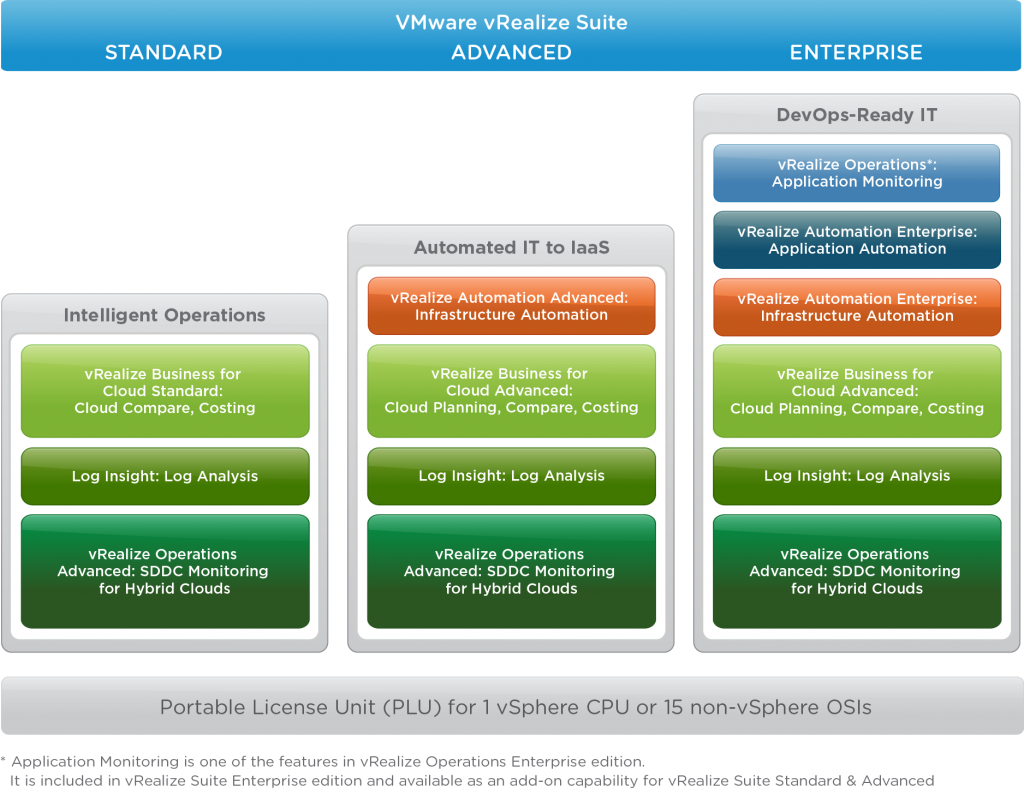 VMware vRealize Suite
STANDARD
ADVANCED
ENTERPRISE
Intelligent Operations
vRealize Business for
Cloud Standard:
Cloud Compare, Costing
Log Insight: Log Analysis
vRealize Operations
Advanced: SDDC Monitoring
for Hybrid Clouds
Automated IT to IaaS
vRealize Automation Advanced:
Infrastructure Automation
vRealize Business for
Cloud Advanced:
Cloud Planning, Compare, Costing
Log Insight: Log Analysis
vRealize Operations
Advanced: SDDC Monitoring
for Hybrid Clouds
DevOps-Ready IT
vRealize Operations*:
Application Monitoring
vRealize Automation Enterprise:
Application Automation
vRealize Automation Enterprise:
Infrastructure Automation
vRealize Business for
Cloud Advanced:
Cloud Planning, Compare, Costing
Log Insight: Log Analysis
vRealize Operations
Advanced: SDDC Monitoring
for Hybrid Clouds
Portable License Unit (PLU) for 1 vSphere CPU or 15 non-vSphere OSIs
* Application Monitoring is one of the features in vRealize Operations Enterprise edition.
It is included in vRealize Suite Enterprise edition and available as an add-on capability for vRealize Suite Standard & Advanced